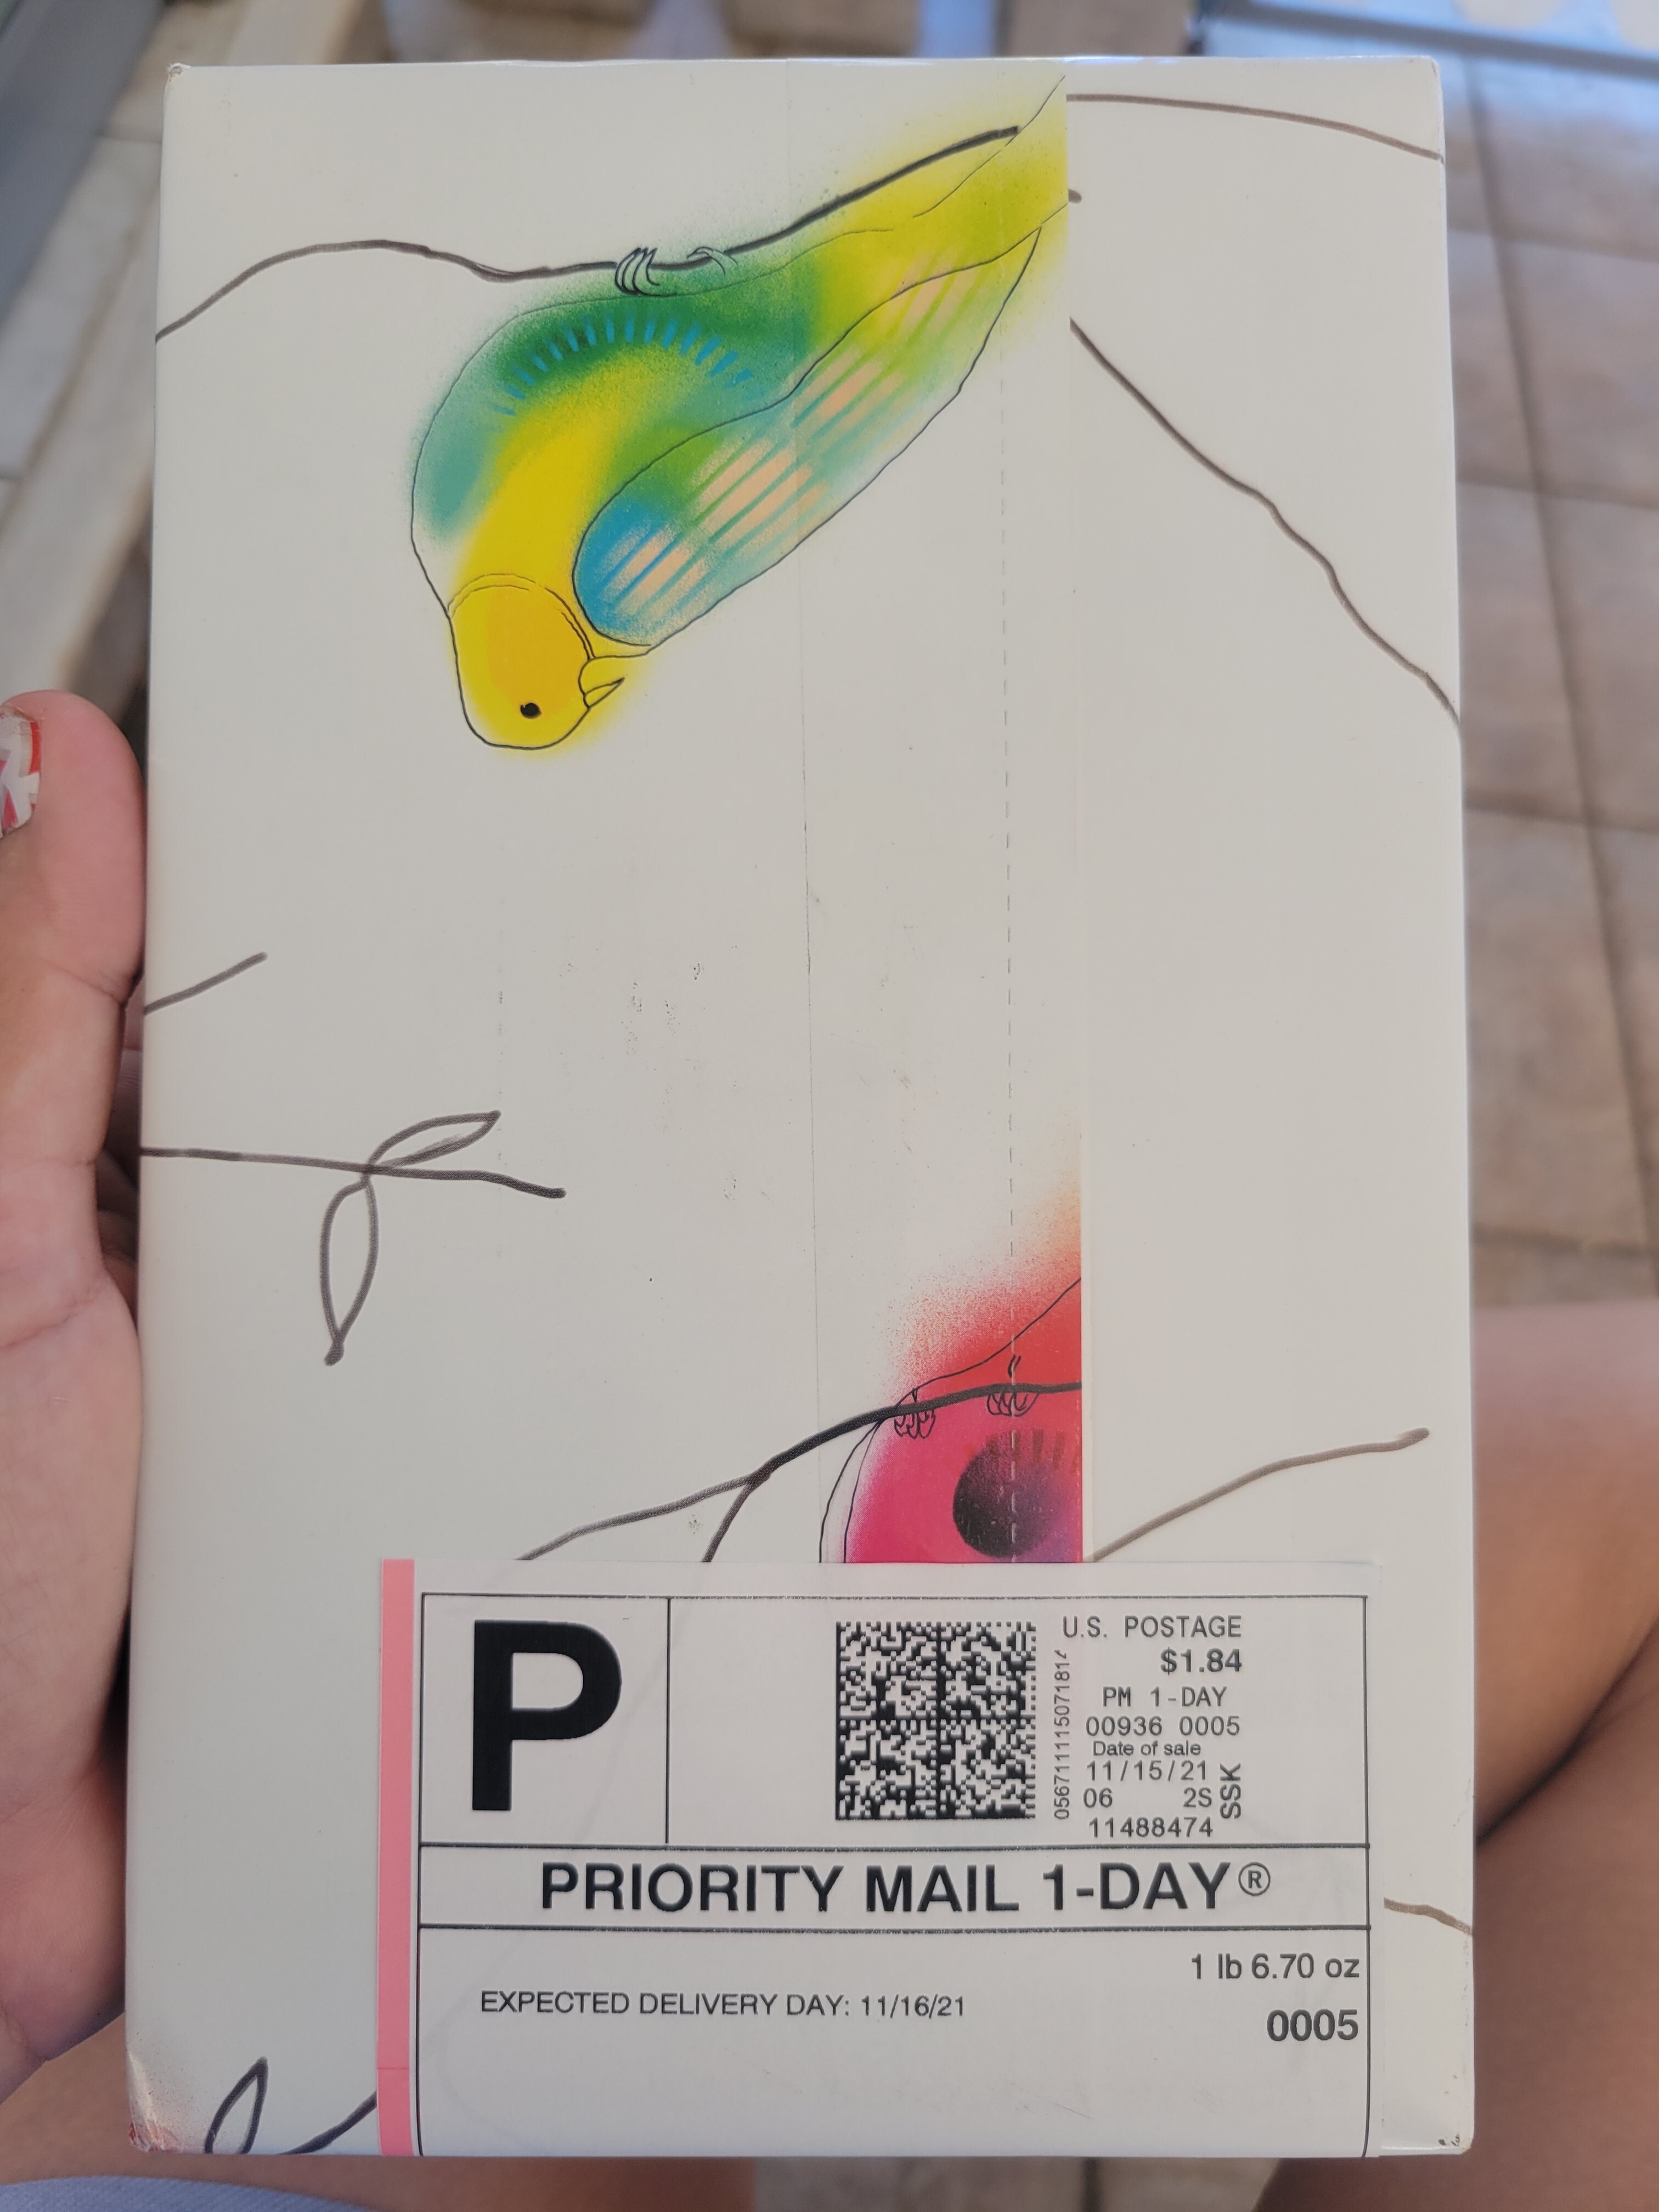 P
U.S. POSTAGE
$1.84
PM 1-DAY
00936 0005
Date of sale
11/15/21
06 2S
11488474
SSK
PRIORITY MAIL 1-DAY®
1 lb 6.70 oz
EXPECTED DELIVERY DAY: 11/16/21
0005